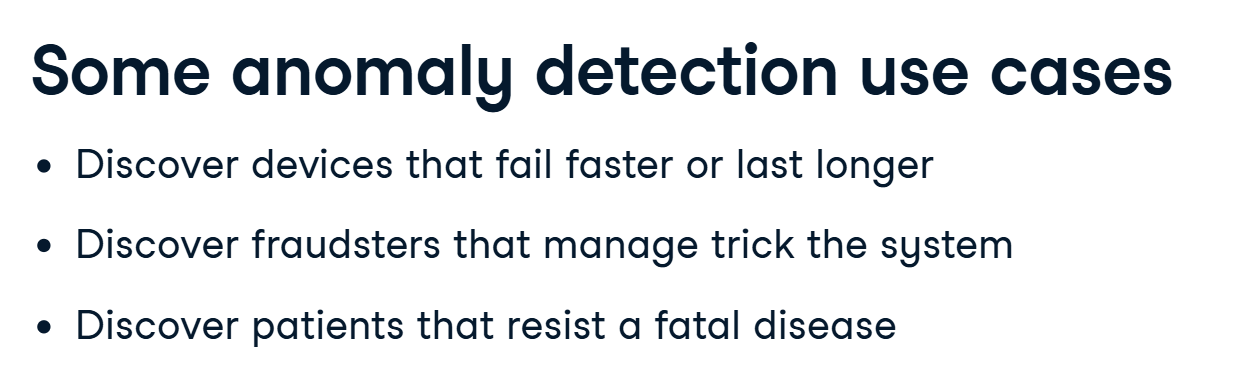 Some anomaly detection use cases
• Discover devices that fail faster or last longer
• Discover fraudsters that manage trick the system
• Discover patients that resist a fatal disease